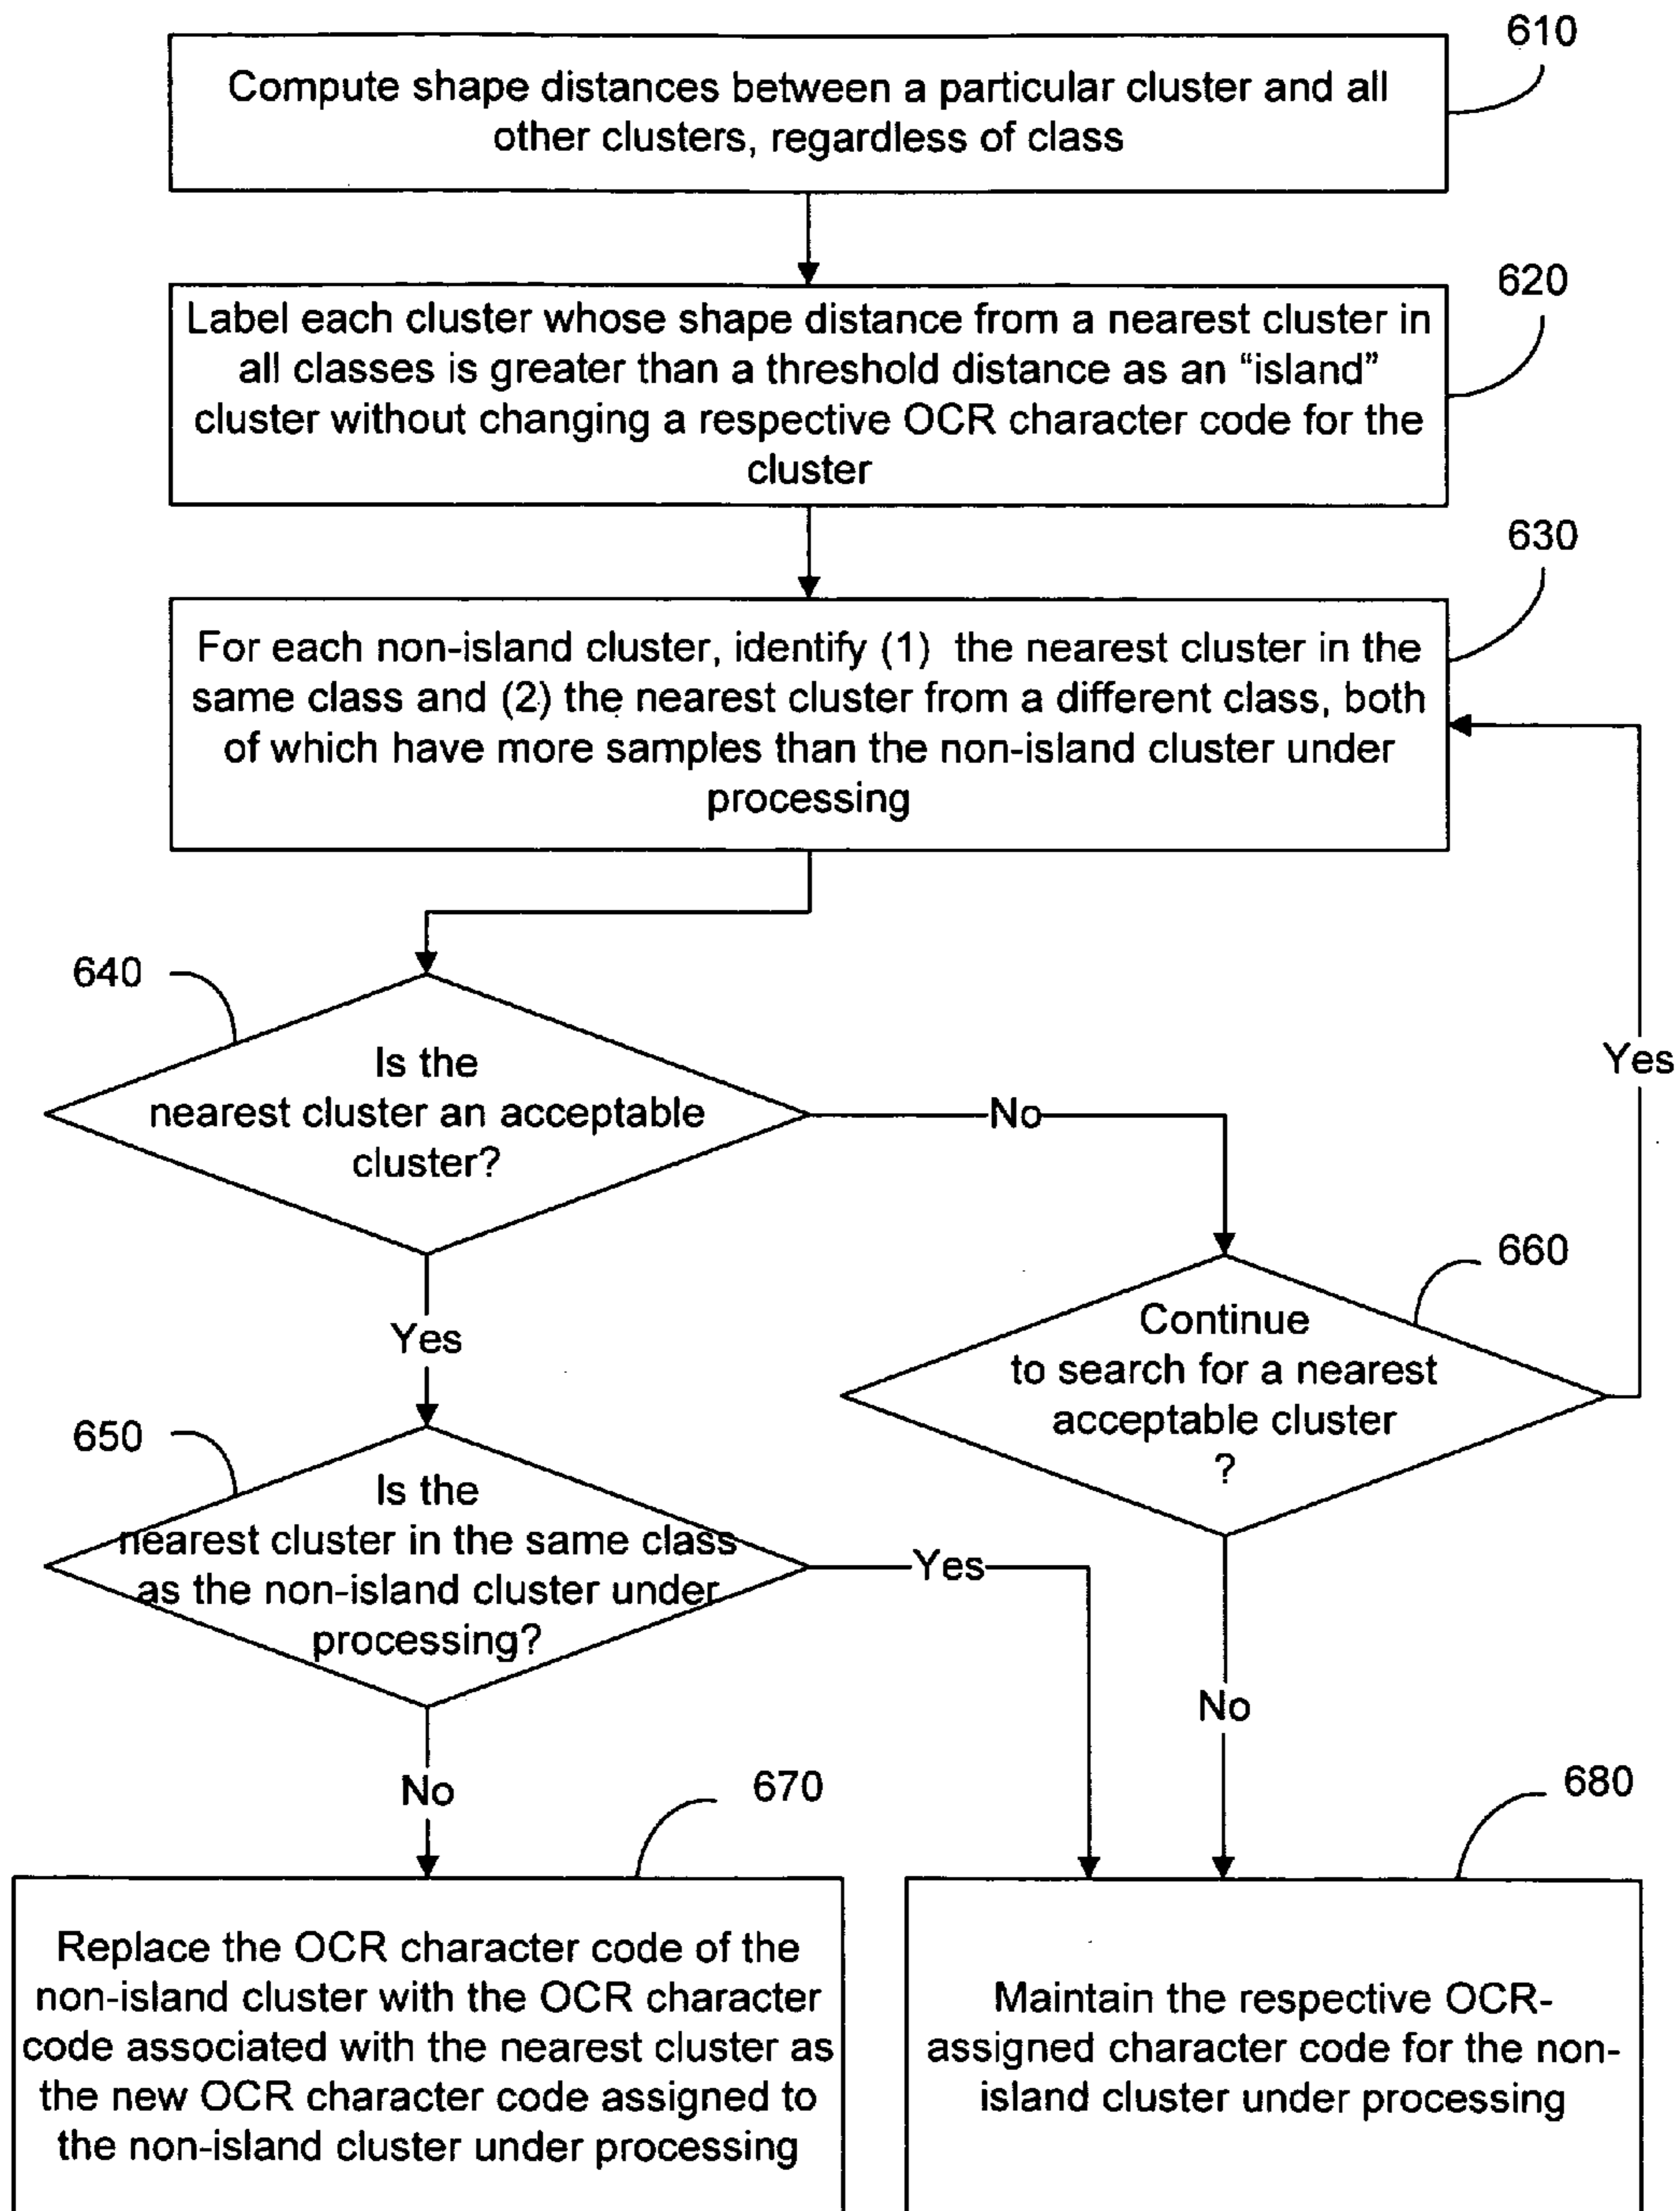 610
Compute shape distances between a particular cluster and all
other clusters, regardless of class
620
Label each cluster whose shape distance from a nearest cluster in
all classes is greater than a threshold distance as an “island”
cluster without changing a respective OCR character code for the
cluster
630
For each non-island cluster, identify (1) the nearest cluster in the
same class and (2) the nearest cluster from a different class, both
of which have more samples than the non-island cluster under
processing
640
Is the
nearest cluster an acceptable
cluster?
No
Yes
Yes
660
Continue
to search for a nearest
acceptable cluster
?
650
Is the
nearest cluster in the same class
as the non-island cluster under
processing?
Yes
No
No
670
Replace the OCR character code of the
non-island cluster with the OCR character
code associated with the nearest cluster as
the new OCR character code assigned to
the non-island cluster under processing
680
Maintain the respective OCR-
assigned character code for the non-
island cluster under processing